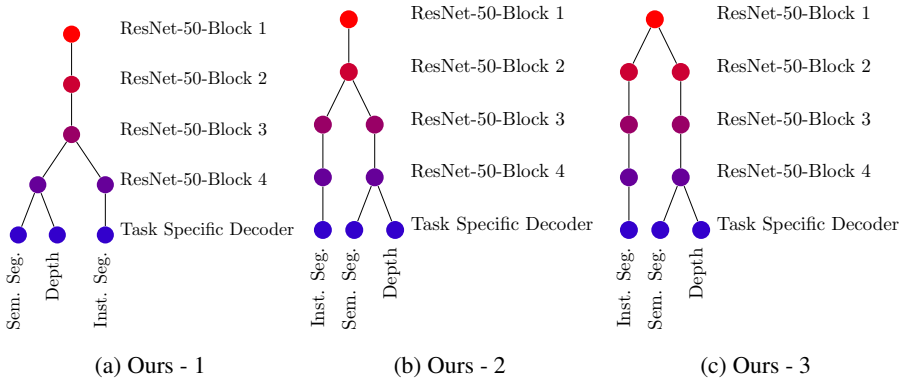 ResNet-50-Block 1
ResNet-50-Block 2
ResNet-50-Block 3
ResNet-50-Block 4
Task Specific Decoder
Sem. Seg.
Depth
Inst. Seg.
(a) Ours - 1
ResNet-50-Block 1
ResNet-50-Block 2
ResNet-50-Block 3
ResNet-50-Block 4
Task Specific Decoder
Inst. Seg.
Sem. Seg.
Depth
(b) Ours - 2
ResNet-50-Block 1
ResNet-50-Block 2
ResNet-50-Block 3
ResNet-50-Block 4
Task Specific Decoder
Inst. Seg.
Sem. Seg.
Depth
(c) Ours - 3